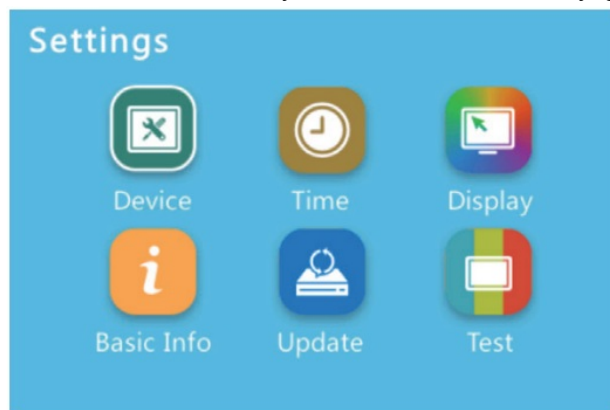 Settings
Device
Time
Display
Basic Info
Update
Test